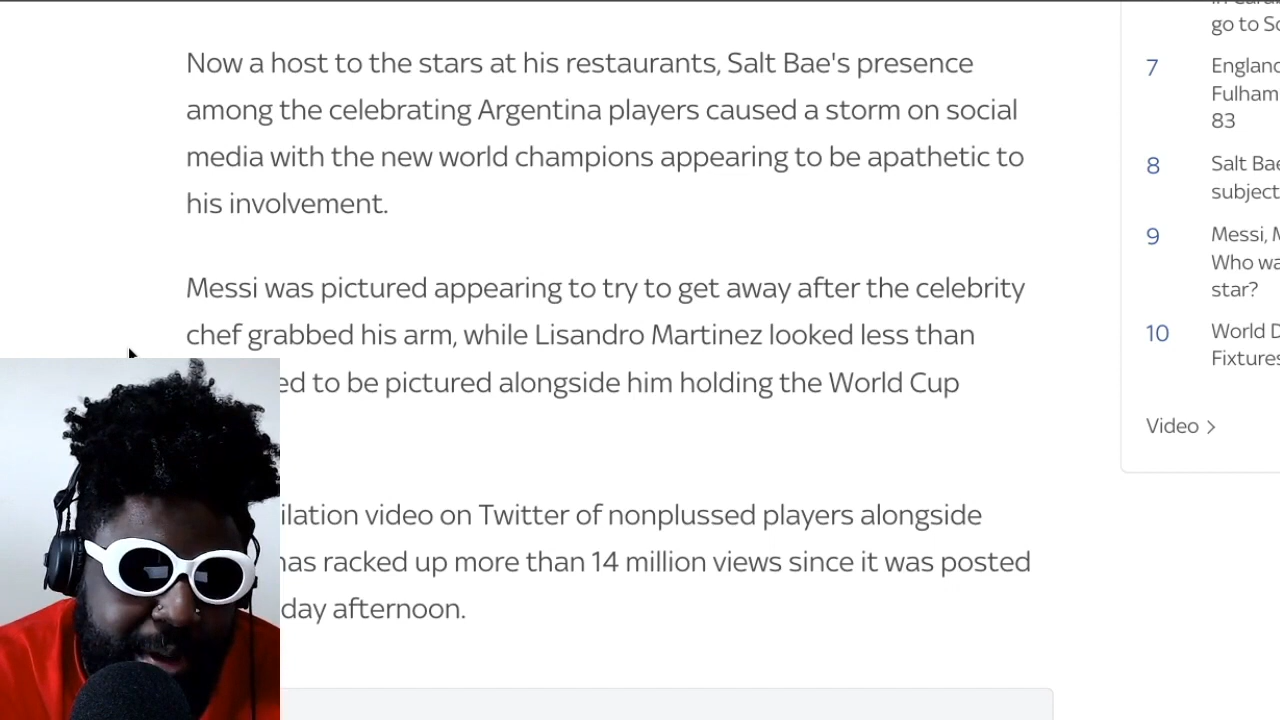 Now a host to the stars at his restaurants, Salt Bae's presence
among the celebrating Argentina players caused a storm on social
media with the new world champions appearing to be apathetic to
his involvement.
Messi was pictured appearing to try to get away after the celebrity
chef grabbed his arm, while Lisandro Martinez looked less than
ed to be pictured alongside him holding the World Cup
ilation video on Twitter of nonplussed players alongside
has racked up more than 14 million views since it was posted
day afternoon.
go to
7 England
Fulham
83
8 Salt Bae
subject
9 Messi,
Who wa
star?
10 World D
Fixtures
Video >